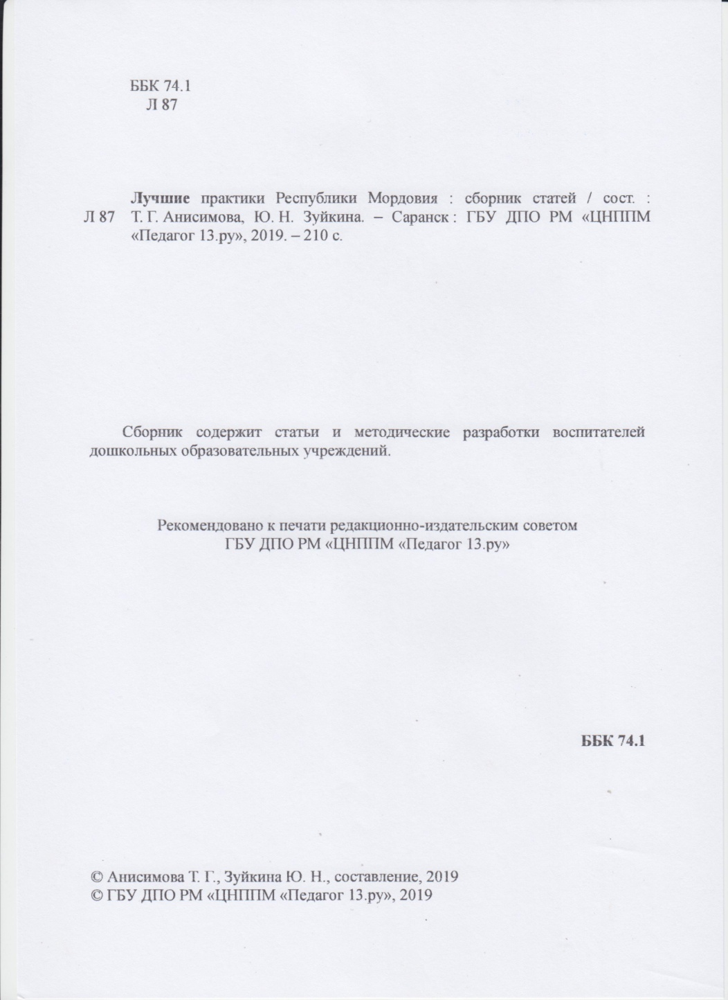 ББК 74.1
Л 87
Лучшие практики Республики Мордовия : сборник статей / сост. :
Л 87 Т. Г. Анисимова, Ю. Н. Зуйкина. – Саранск : ГБУ ДПО РМ «ЦНППМ
«Педагог 13.ру», 2019. – 210 с.
Сборник содержит статьи и методические разработки воспитателей
дошкольных образовательных учреждений.
Рекомендовано к печати редакционно-издательским советом
ГБУ ДПО РМ «ЦНППМ «Педагог 13.ру»
ББК 74.1
© Анисимова Т. Г., Зуйкина Ю. Н., составление, 2019
© ГБУ ДПО РМ «ЦНППМ «Педагог 13.ру», 2019